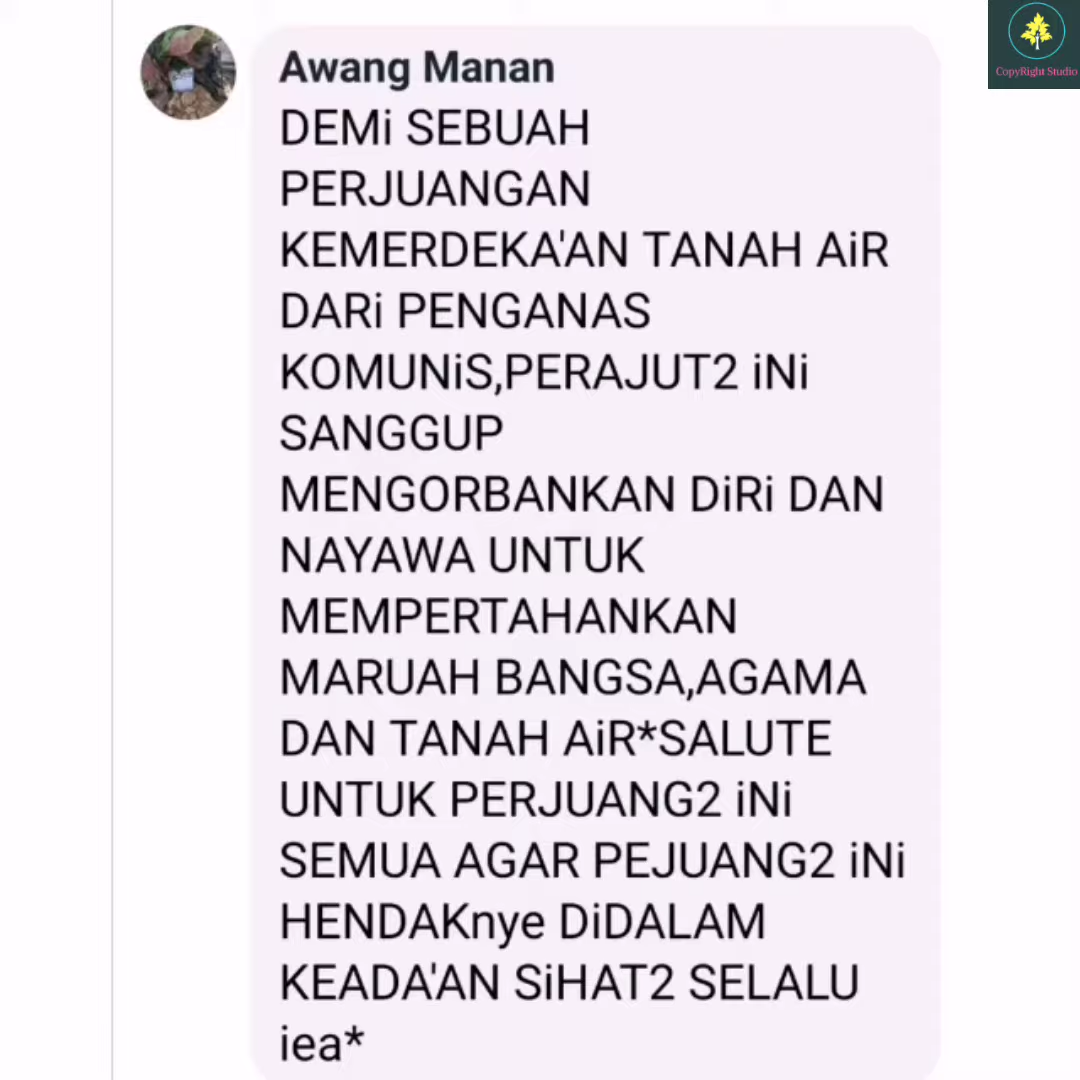 CopyRight Studio
Awang Manan
DEMi SEBUAH
PERJUANGAN
KEMERDEKA'AN TANAH AiR
DARi PENGANAS
KOMUNiS,PERAJUT2 iNi
SANGGUP
MENGORBANKAN DiRi DAN
NAYAWA UNTUK
MEMPERTAHANKAN
MARUAH BANGSA,AGAMA
DAN TANAH AiR*SALUTE
UNTUK PERJUANG2 iNi
SEMUA AGAR PEJUANG2 iNi
HENDAKnye DiDALAM
KEADA'AN SiHAT2 SELALU
iea*